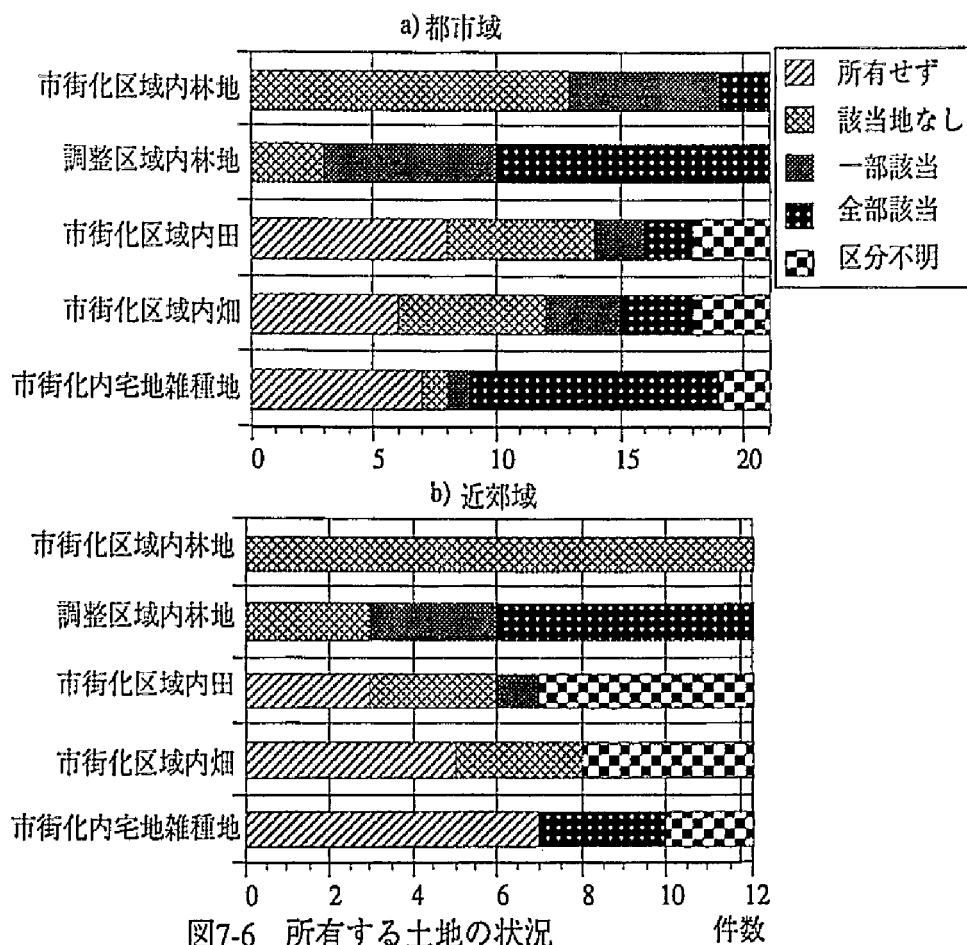 a) 都市域
市街化区域内林地
調整区域内林地
市街化区域内田
市街化区域内畑
市街化内宅地雑種地
0 5 10 15 20
所有せず
該当地なし
一部該当
全部該当
区分不明
b) 近郊域
市街化区域内林地
調整区域内林地
市街化区域内田
市街化区域内畑
市街化内宅地雑種地
0 2 4 6 8 10 12
図7-6 所有する土地の状況 件数